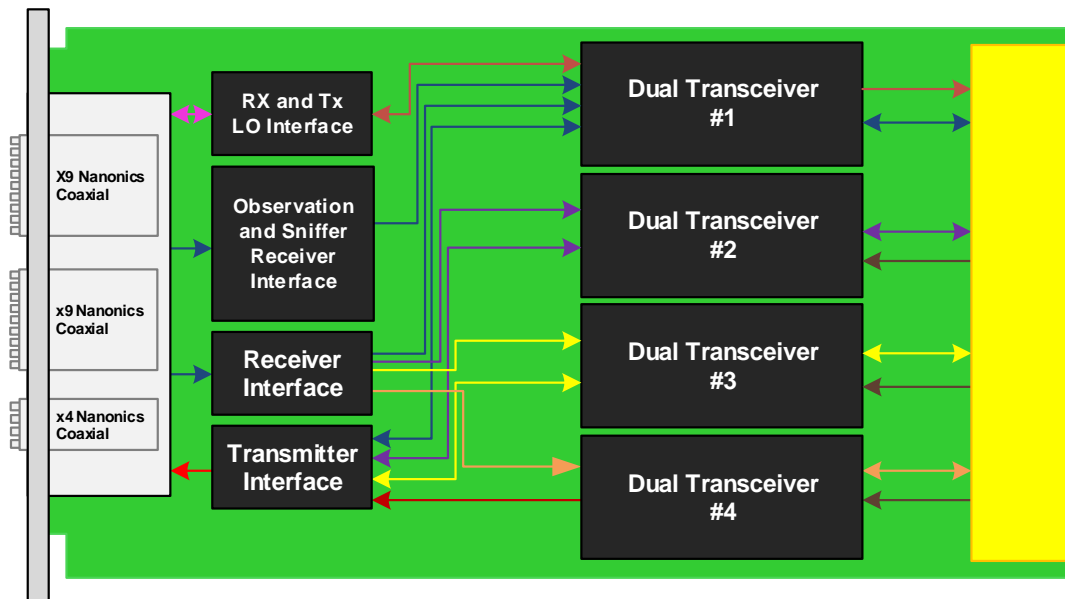 X9 Nanonics
Coaxial
x9 Nanonics
Coaxial
x4 Nanonics
Coaxial
RX and Tx
LO Interface
Observation
and Sniffer
Receiver
Interface
Receiver
Interface
Transmitter
Interface
Dual Transceiver
#1
Dual Transceiver
#2
Dual Transceiver
#3
Dual Transceiver
#4